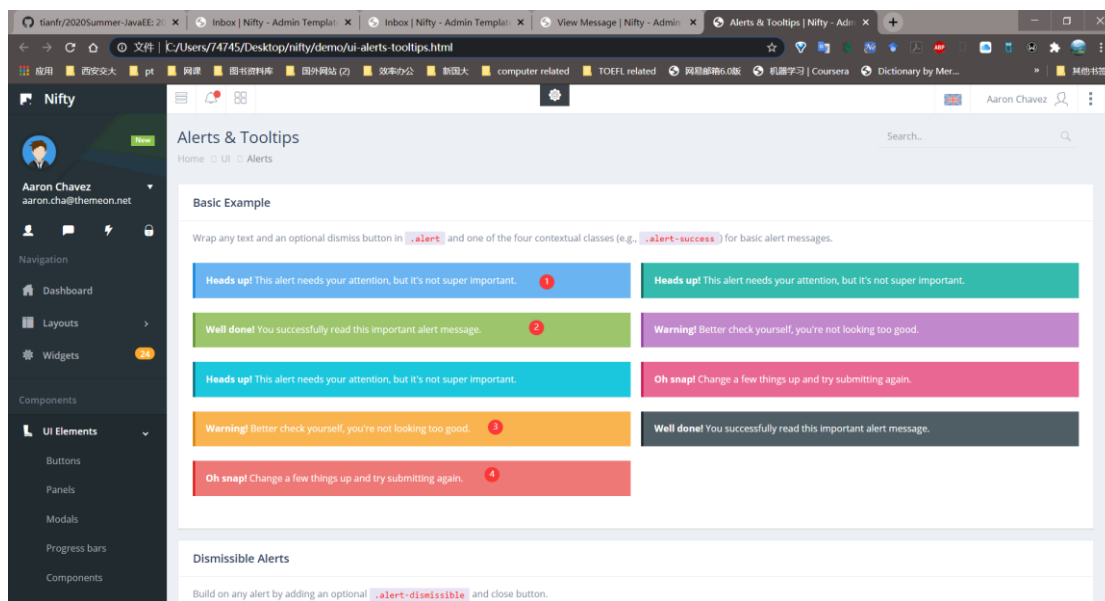 tianfr/2020Summer-JavaEE: 20 Inbox | Nifty - Admin Templat Inbox | Nifty - Admin Templat View Message | Nifty - Admin Alerts & Tooltips | Nifty - Adm
文件 | C:/Users/74745/Desktop/nifty/demo/ui-alerts-tooltips.html
应用 西安交大 pt 网课 图书资料库 国外网站 (2) 效率办公 新国大 computer related TOEFL related 网易邮箱6.0版 机器学习 | Coursera Dictionary by Mer... » 其他书签
Nifty
Aaron Chavez
New
Aaron Chavez
aaron.cha@themeon.net
Navigation
Dashboard
Layouts
Widgets 24
Components
UI Elements
Buttons
Panels
Modals
Progress bars
Components
Alerts & Tooltips
Search..
Home UI Alerts
Basic Example
Wrap any text and an optional dismiss button in .alert and one of the four contextual classes (e.g., .alert-success ) for basic alert messages.
Heads up! This alert needs your attention, but it's not super important. 1
Heads up! This alert needs your attention, but it's not super important.
Well done! You successfully read this important alert message. 2
Warning! Better check yourself, you're not looking too good.
Heads up! This alert needs your attention, but it's not super important.
Oh snap! Change a few things up and try submitting again.
Warning! Better check yourself, you're not looking too good. 3
Well done! You successfully read this important alert message.
Oh snap! Change a few things up and try submitting again. 4
Dismissible Alerts
Build on any alert by adding an optional .alert-dismissible and close button.